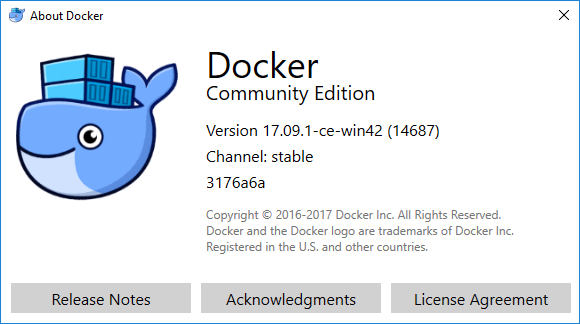 About Docker
Docker
Community Edition
Version 17.09.1-ce-win42 (14687)
Channel: stable
3176a6a
Copyright © 2016-2017 Docker Inc. All Rights Reserved.
Docker and the Docker logo are trademarks of Docker Inc.
Registered in the U.S. and other countries.
Release Notes
Acknowledgments
License Agreement